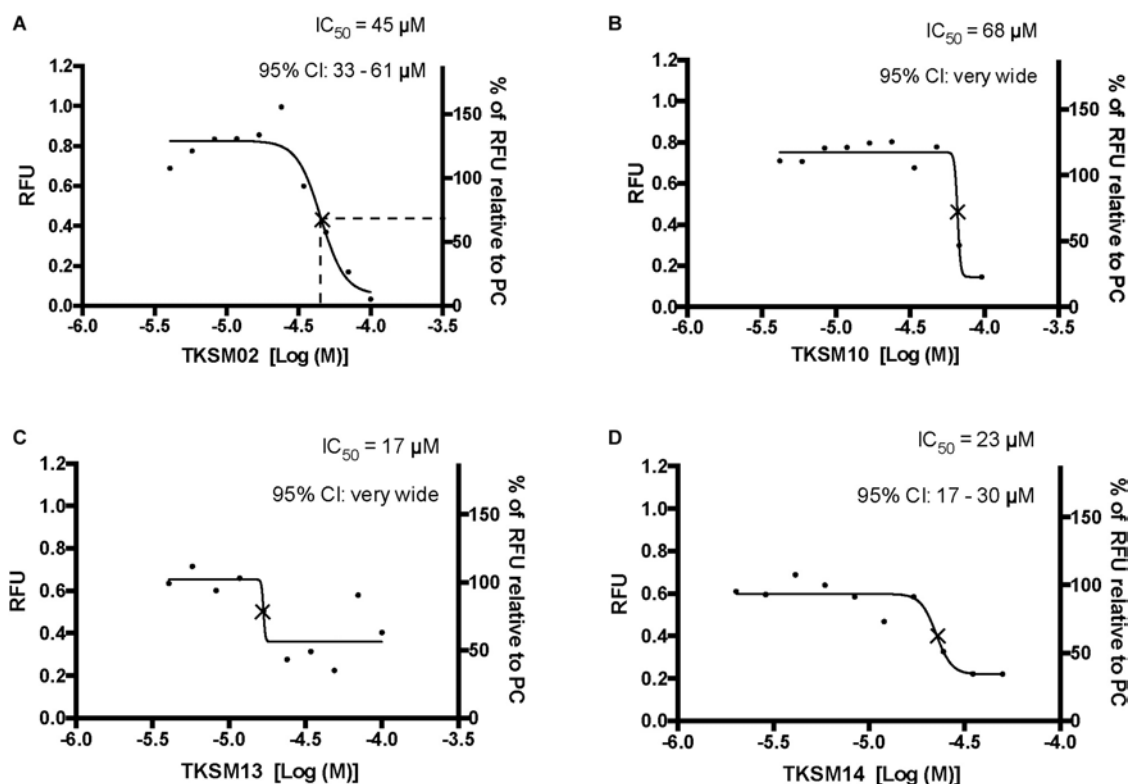 A
IC50 = 45 µM
95% CI: 33 - 61 µM
RFU
1.2
1.0
0.8
0.6
0.4
0.2
0.0
150
100
50
0
% of RFU relative to PC
-6.0 -5.5 -5.0 -4.5 -4.0 -3.5
TKSM02 [Log (M)]
B
IC50 = 68 µM
95% CI: very wide
RFU
1.2
1.0
0.8
0.6
0.4
0.2
0.0
150
100
50
0
% of RFU relative to PC
-6.0 -5.5 -5.0 -4.5 -4.0 -3.5
TKSM10 [Log (M)]
C
IC50 = 17 µM
95% CI: very wide
RFU
1.2
1.0
0.8
0.6
0.4
0.2
0.0
150
100
50
0
% of RFU relative to PC
-6.0 -5.5 -5.0 -4.5 -4.0 -3.5
TKSM13 [Log (M)]
D
IC50 = 23 µM
95% CI: 17 - 30 µM
RFU
1.2
1.0
0.8
0.6
0.4
0.2
0.0
150
100
50
0
% of RFU relative to PC
-6.0 -5.5 -5.0 -4.5 -4.0
TKSM14 [Log (M)]